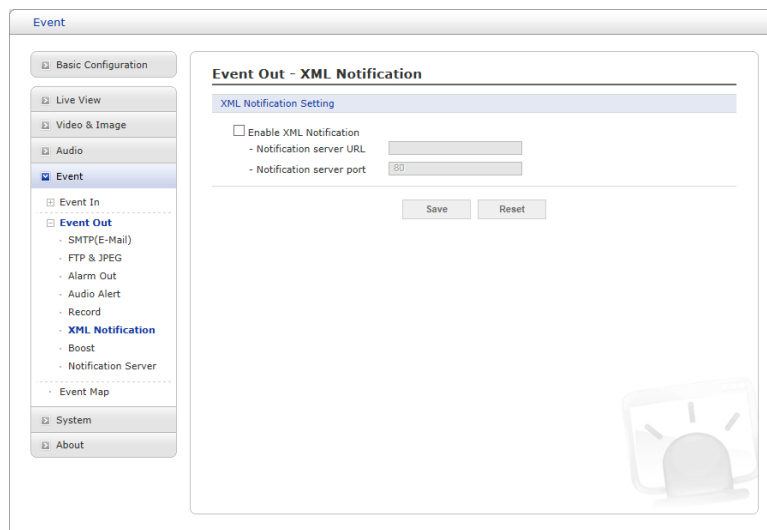 Event
Basic Configuration
Live View
Video & Image
Audio
Event
Event In
Event Out
SMTP(E-Mail)
FTP & JPEG
Alarm Out
Audio Alert
Record
XML Notification
Boost
Notification Server
Event Map
System
About
Event Out - XML Notification
XML Notification Setting
Enable XML Notification
- Notification server URL
- Notification server port 80
Save Reset